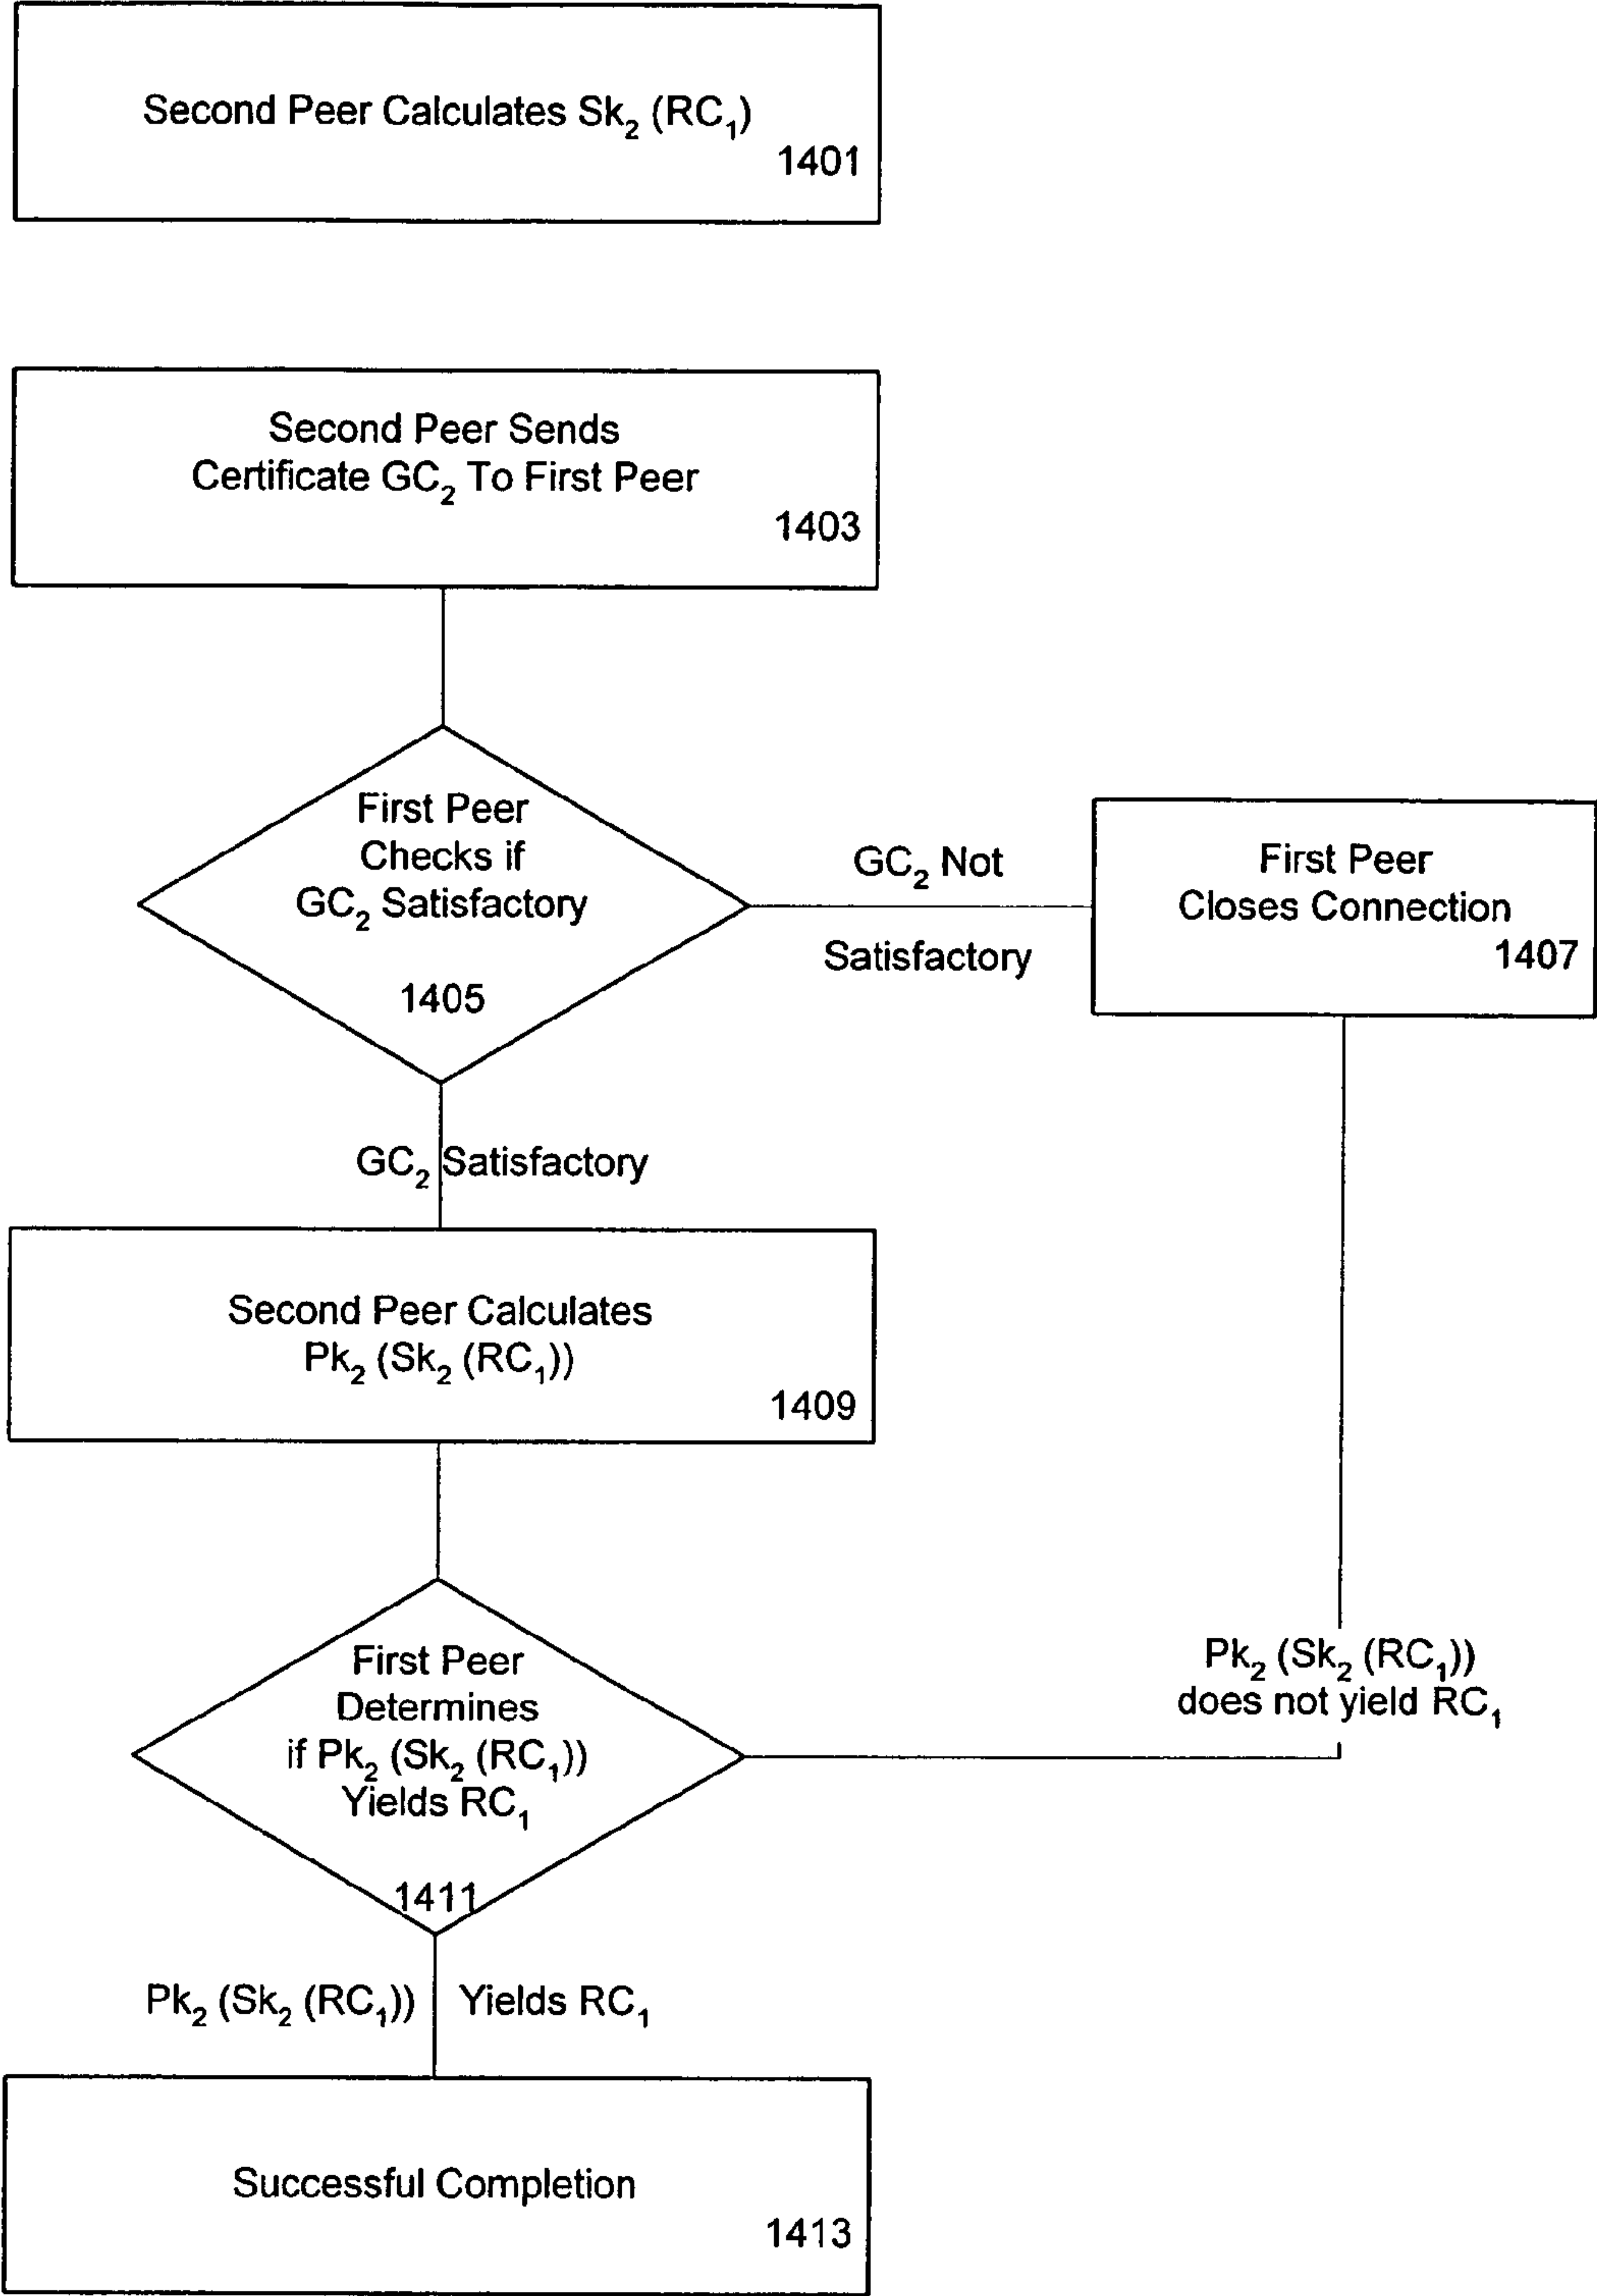 Second Peer Calculates Sk₂ (RC₁)
1401
Second Peer Sends
Certificate GC₂ To First Peer
1403
First Peer
Checks if
GC₂ Satisfactory
1405
GC₂ Not
Satisfactory
First Peer
Closes Connection
1407
GC₂ Satisfactory
Second Peer Calculates
Pk₂ (Sk₂ (RC₁))
1409
First Peer
Determines
if Pk₂ (Sk₂ (RC₁))
Yields RC₁
1411
Pk₂ (Sk₂ (RC₁))
does not yield RC₁
Pk₂ (Sk₂ (RC₁)) Yields RC₁
Successful Completion
1413